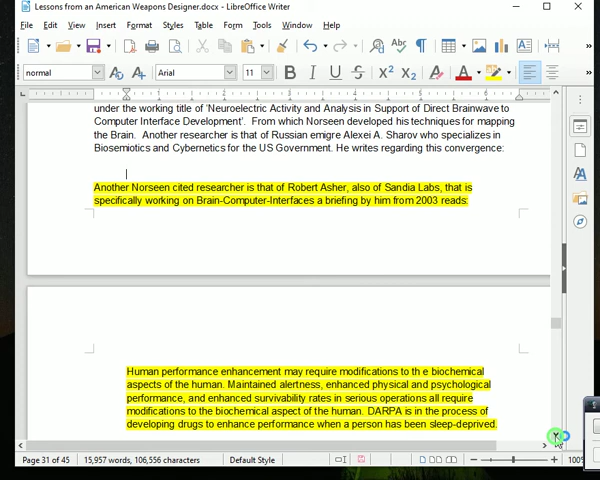 Lessons from an American Weapons Designer.docx - LibreOffice Writer
File Edit View Insert Format Styles Table Form Tools Window Help
normal Arial 11 B I U S X² X₂ A
under the working title of 'Neuroelectric Activity and Analysis in Support of Direct Brainwave to
Computer Interface Development'. From which Norseen developed his techniques for mapping
the Brain. Another researcher is that of Russian emigre Alexei A. Sharov who specializes in
Biosemiotics and Cybernetics for the US Government. He writes regarding this convergence:
Another Norseen cited researcher is that of Robert Asher, also of Sandia Labs, that is
specifically working on Brain-Computer-Interfaces a briefing by him from 2003 reads:
Human performance enhancement may require modifications to th e biochemical
aspects of the human. Maintained alertness, enhanced physical and psychological
performance, and enhanced survivability rates in serious operations all require
modifications to the biochemical aspect of the human. DARPA is in the process of
developing drugs to enhance performance when a person has been sleep-deprived.
Page 31 of 45 15,957 words, 106,556 characters Default Style 100%